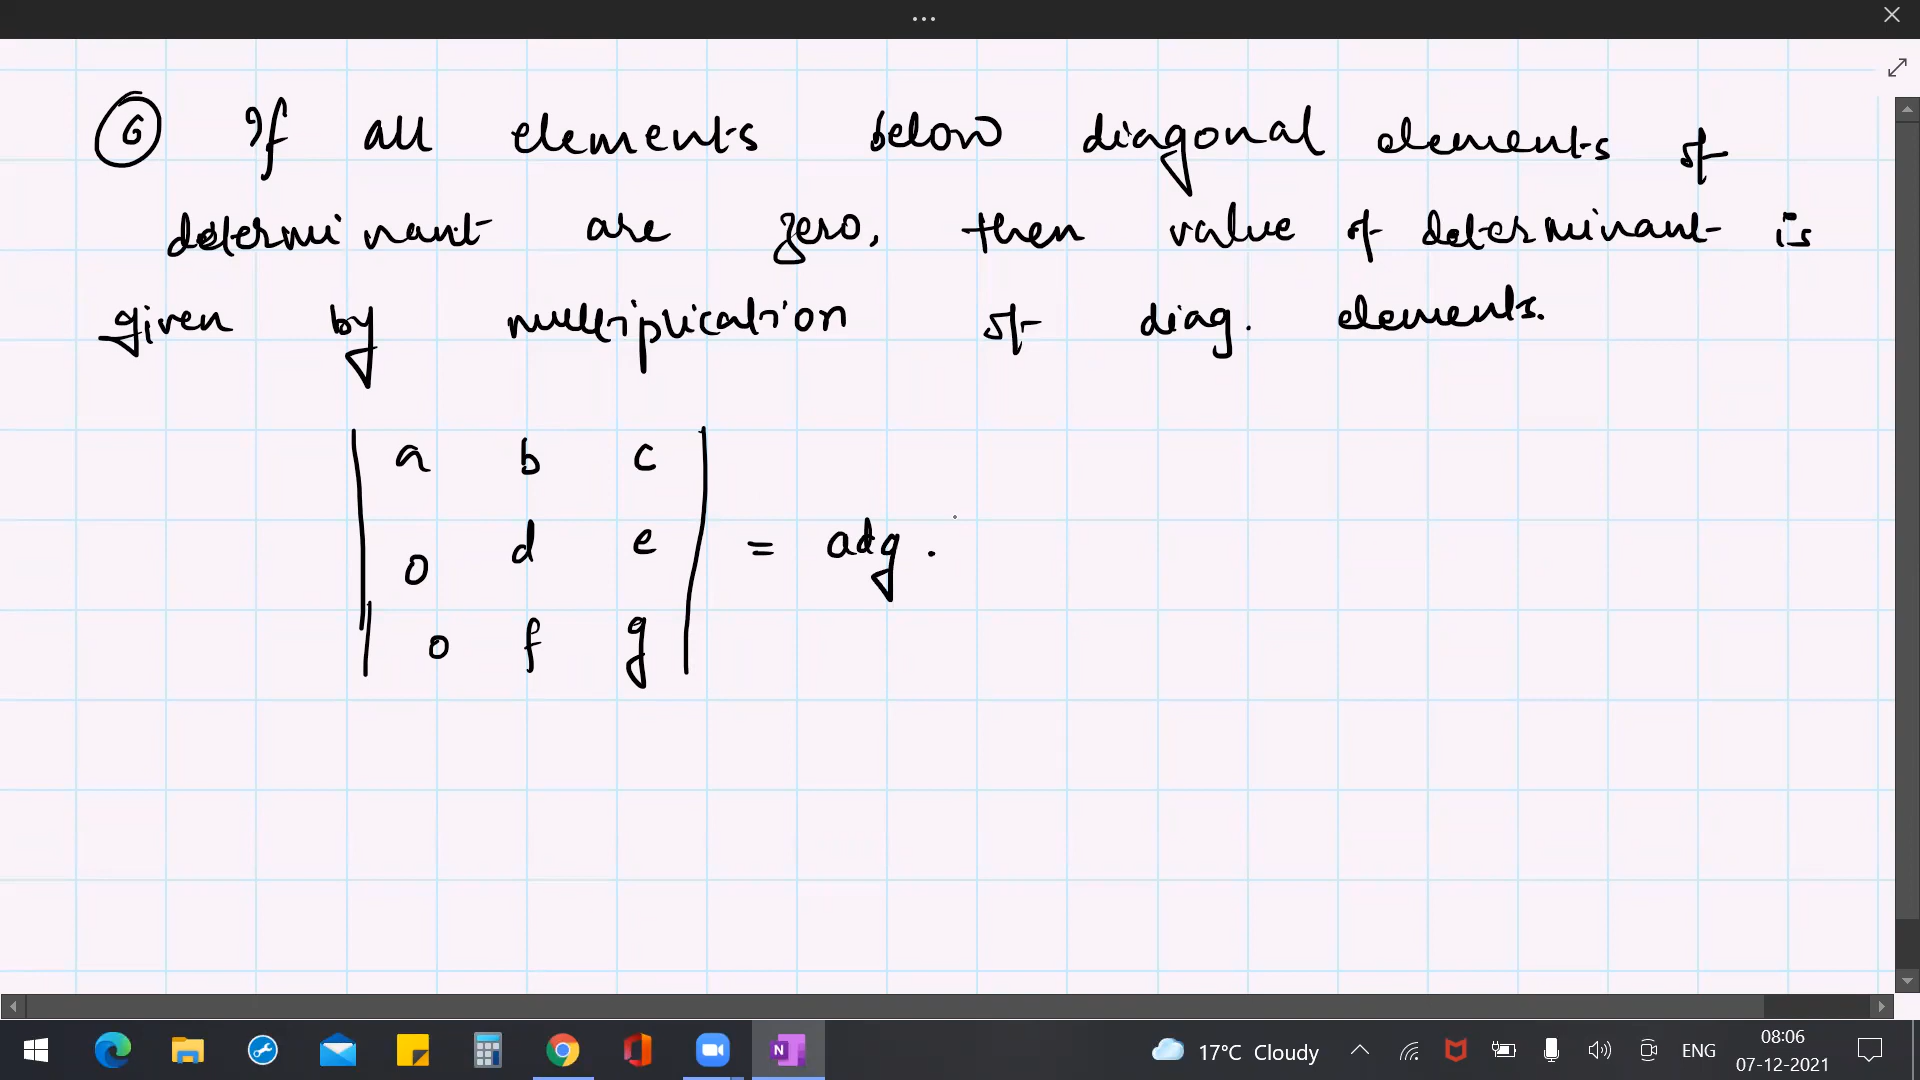 ...
6 If all elements below diagonal elements of
determinant are zero, then value of determinant is
given by multiplication of diag. elements.
a b c
0 d e = adg.
0 f g
17°C Cloudy ENG 08:06
07-12-2021